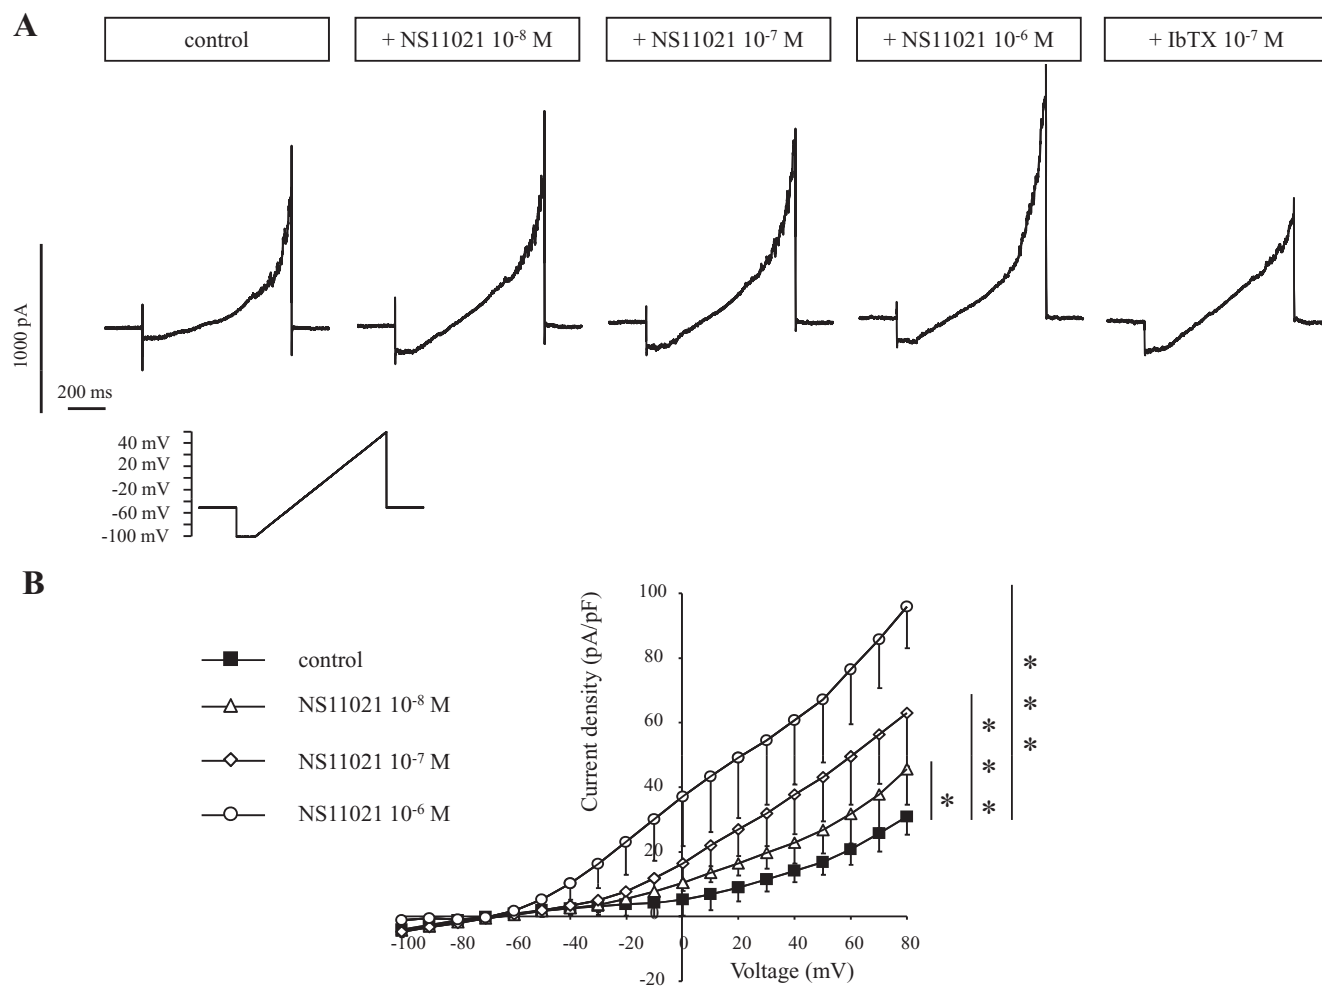 A
control
+ NS11021 10⁻⁸ M
+ NS11021 10⁻⁷ M
+ NS11021 10⁻⁶ M
+ IbTX 10⁻⁷ M
1000 pA
200 ms
40 mV
20 mV
-20 mV
-60 mV
-100 mV
B
control
NS11021 10⁻⁸ M
NS11021 10⁻⁷ M
NS11021 10⁻⁶ M
Current density (pA/pF)
100
80
60
40
20
-20
-100 -80 -60 -40 -20 0 20 40 60 80
Voltage (mV)
*
* * *
* * *